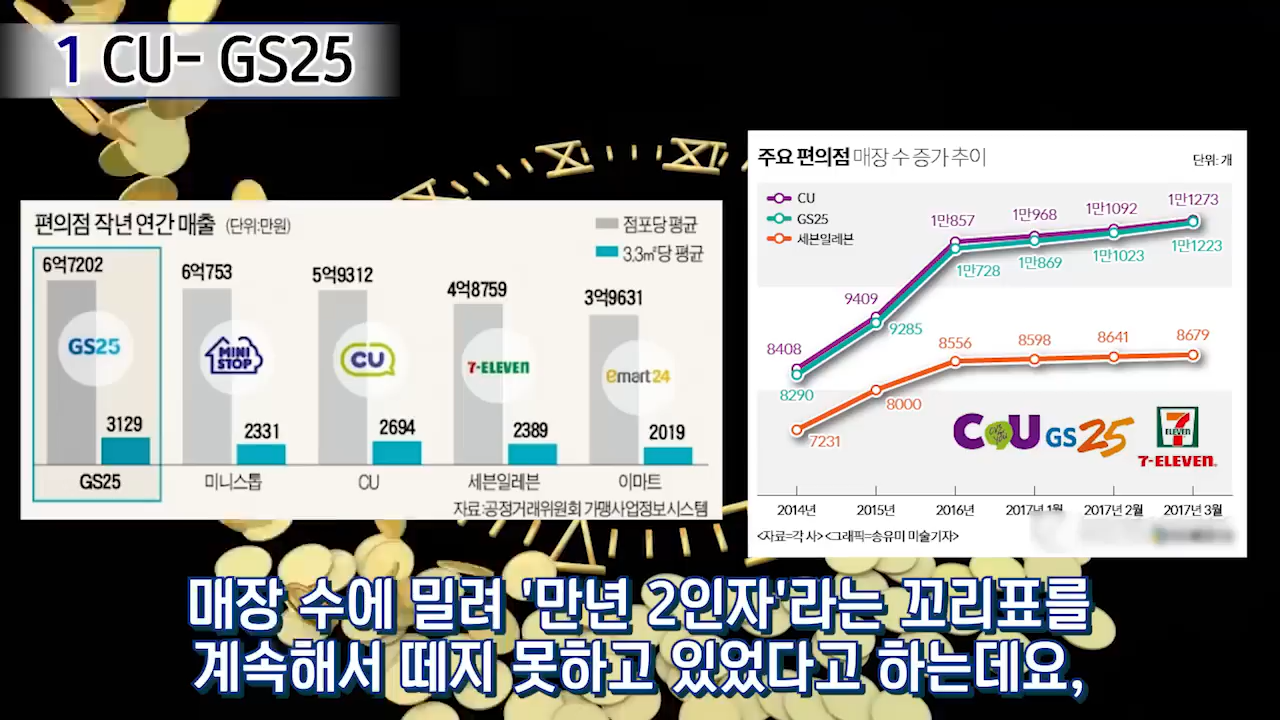 1 CU- GS25
편의점 작년 연간 매출 (단위:만원)
점포당 평균
3.3㎡당 평균
6억7202
6억753
5억9312
4억8759
3억9631
GS25
MINI STOP
CU
7-ELEVEN
emart24
3129
2331
2694
2389
2019
GS25
미니스톱
CU
세븐일레븐
이마트
자료:공정거래위원회 가맹사업정보시스템
주요 편의점 매장 수 증가 추이
단위: 개
CU
GS25
세븐일레븐
8408
9409
1만857
1만968
1만1092
1만1273
8290
9285
1만728
1만869
1만1023
1만1223
7231
8000
8556
8598
8641
8679
CU GS25
7 ELEVEN
7-ELEVEN
2014년
2015년
2016년
2017년 1월
2017년 2월
2017년 3월
<자료=각 사><그래픽=송유미 미술기자>
매장 수에 밀려 '만년 2인자'라는 꼬리표를
계속해서 떼지 못하고 있었다고 하는데요,